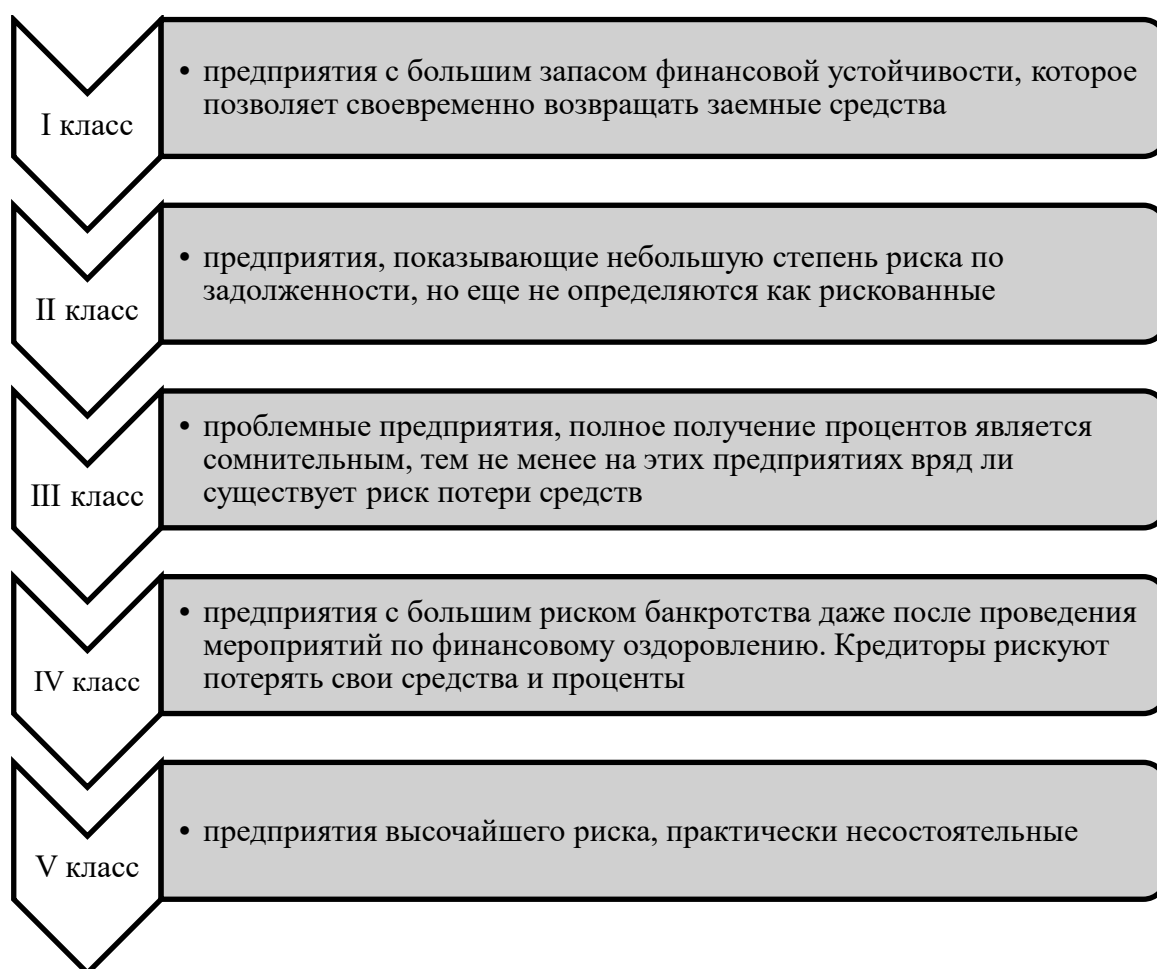 I класс
• предприятия с большим запасом финансовой устойчивости, которое
позволяет своевременно возвращать заемные средства
II класс
• предприятия, показывающие небольшую степень риска по
задолженности, но еще не определяются как рискованные
III класс
• проблемные предприятия, полное получение процентов является
сомнительным, тем не менее на этих предприятиях вряд ли
существует риск потери средств
IV класс
• предприятия с большим риском банкротства даже после проведения
мероприятий по финансовому оздоровлению. Кредиторы рискуют
потерять свои средства и проценты
V класс
• предприятия высочайшего риска, практически несостоятельные